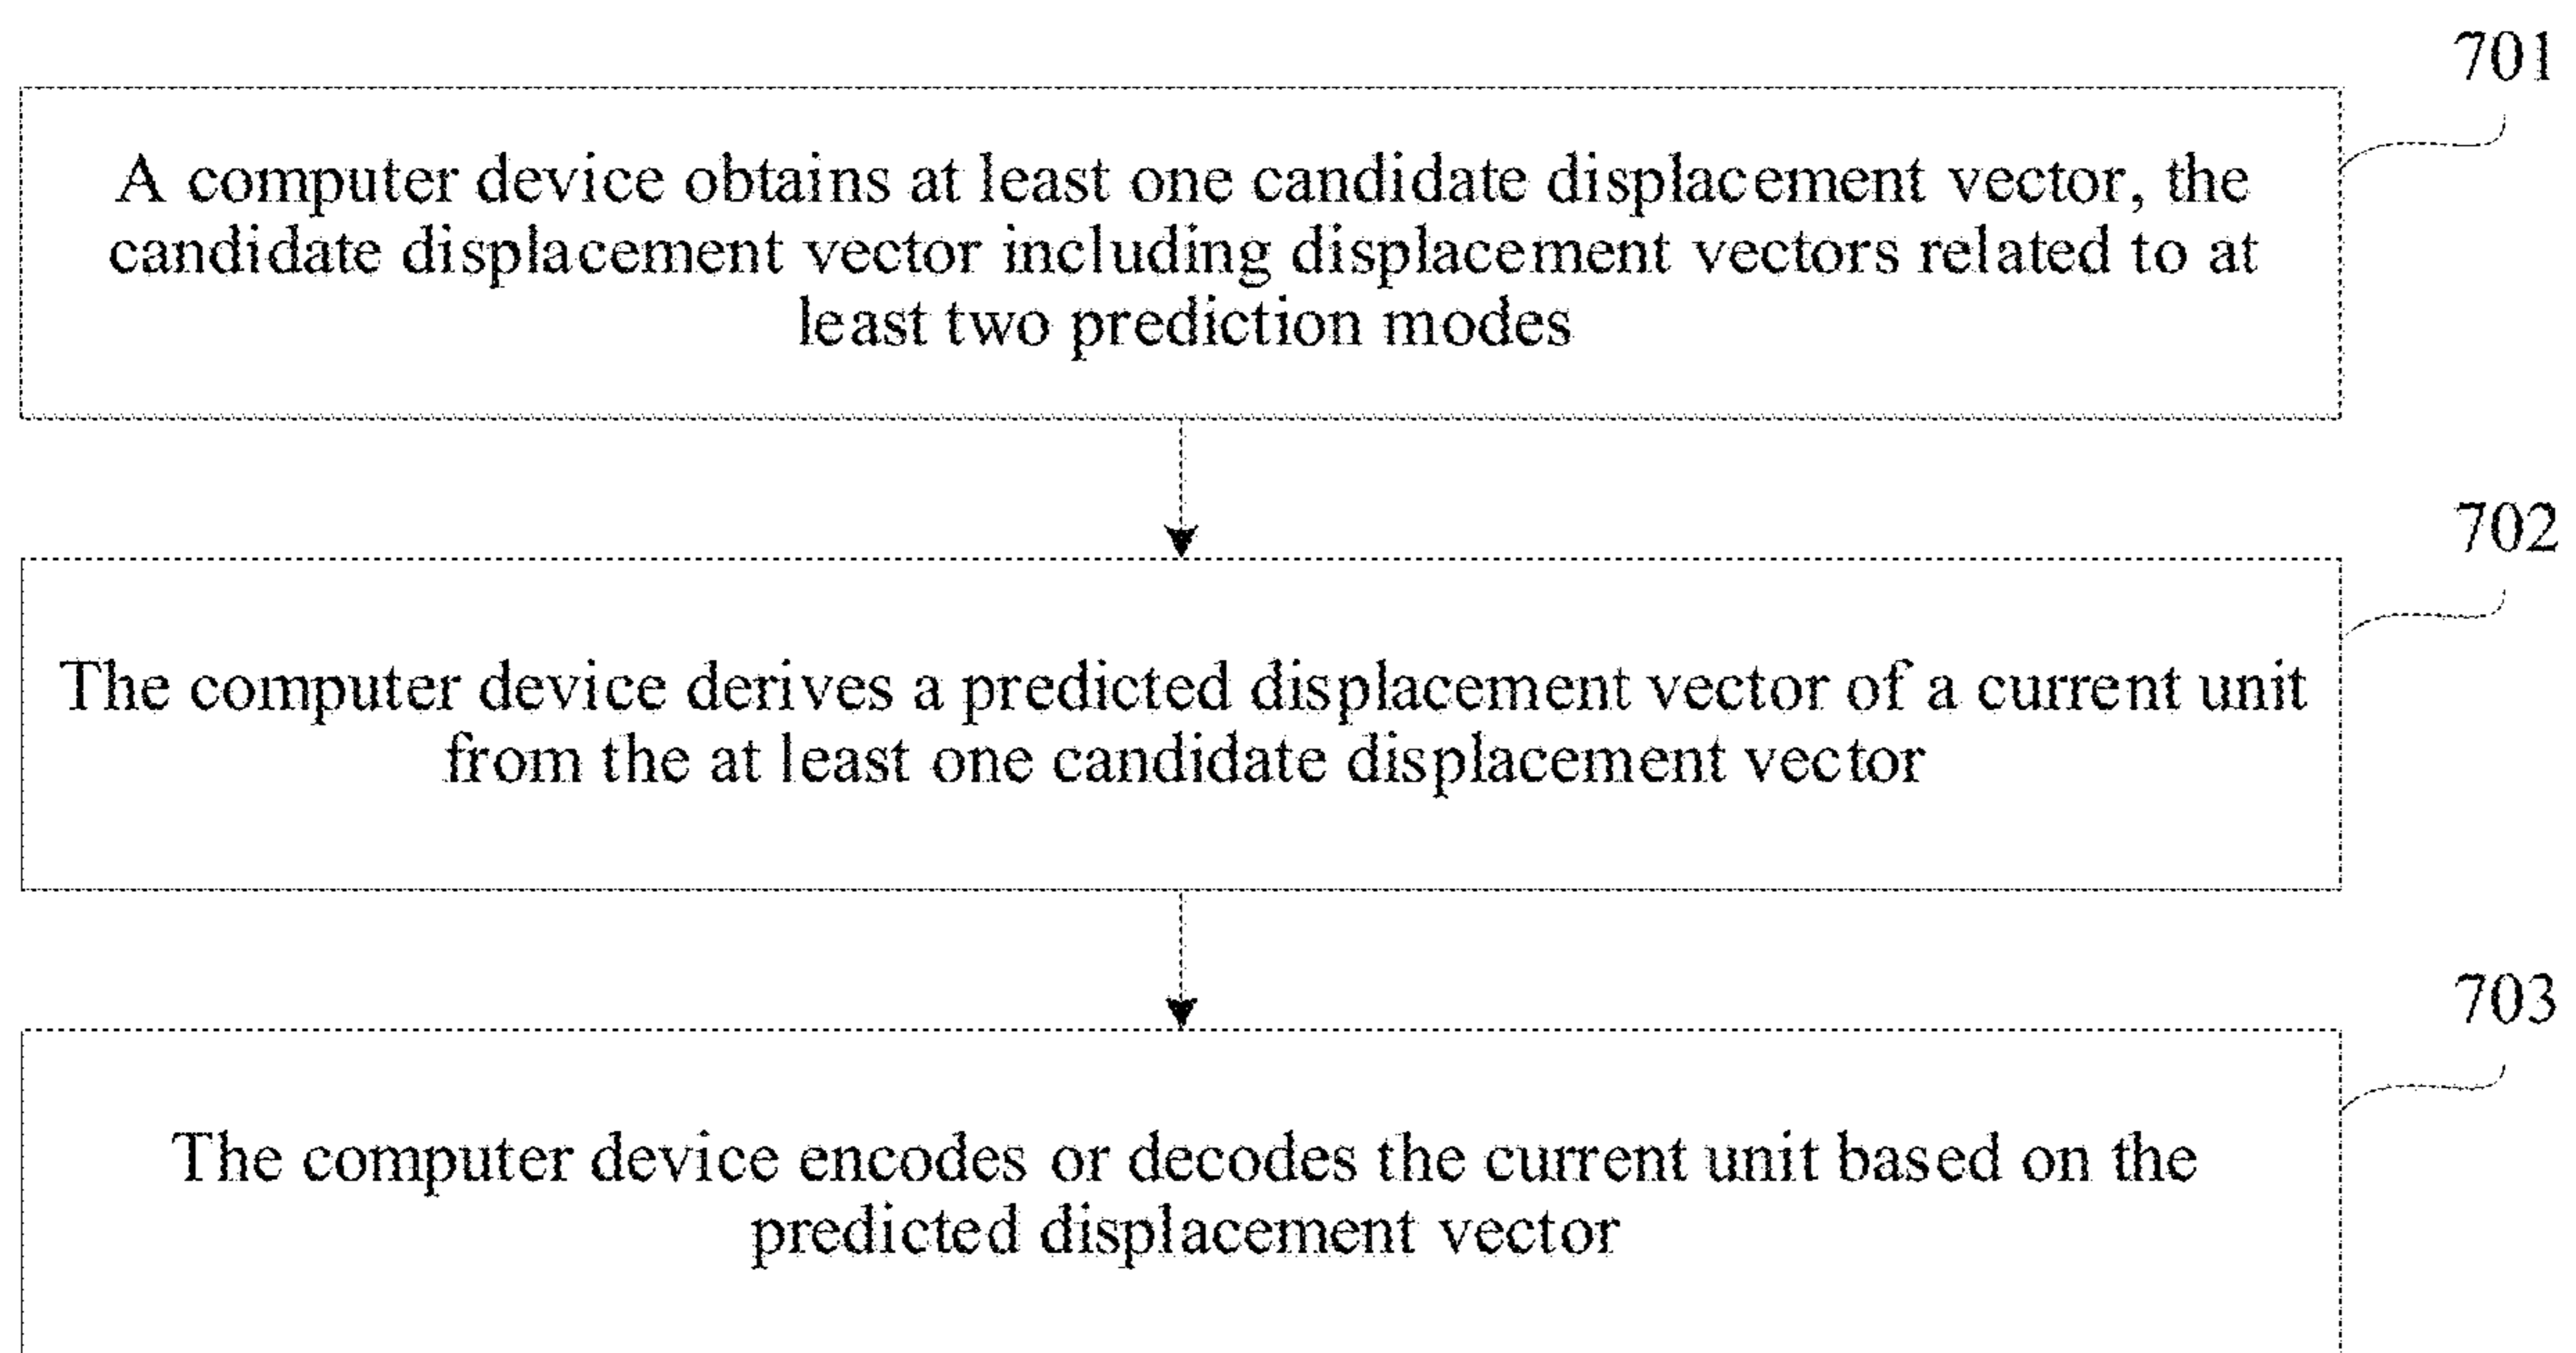 701
A computer device obtains at least one candidate displacement vector, the
candidate displacement vector including displacement vectors related to at
least two prediction modes
702
The computer device derives a predicted displacement vector of a current unit
from the at least one candidate displacement vector
703
The computer device encodes or decodes the current unit based on the
predicted displacement vector